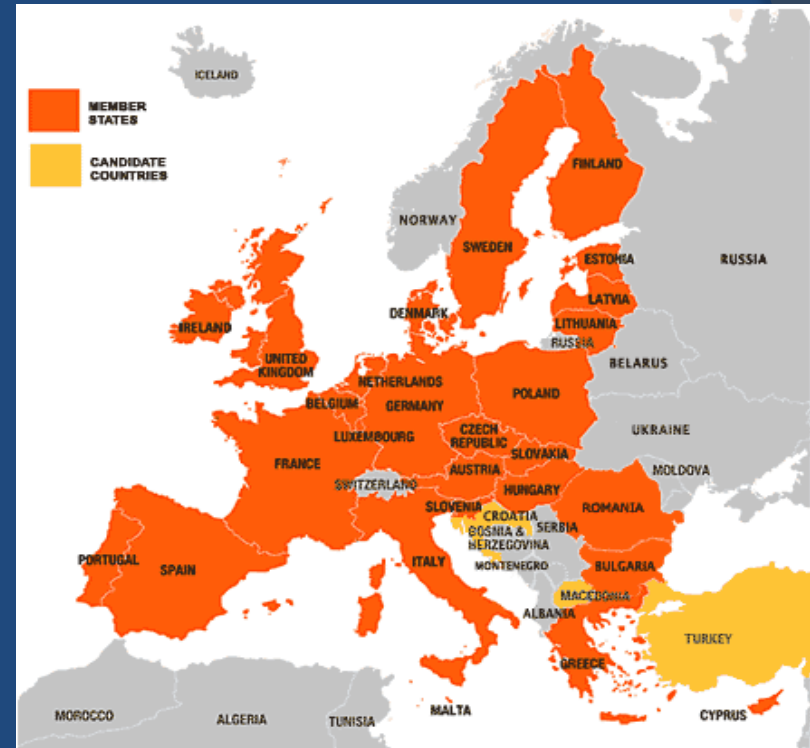 ICELAND
MEMBER
STATES
CANDIDATE
COUNTRIES
FINLAND
NORWAY
SWEDEN
RUSSIA
ESTONIA
LATVIA
DENMARK
LITHUANIA
IRELAND
RUSSIA
UNITED
KINGDOM
BELARUS
NETHERLANDS
POLAND
BELGIUM
GERMANY
CZECH
REPUBLIC
UKRAINE
LUXEMBOURG
SLOVAKIA
FRANCE
AUSTRIA
MOLDOVA
SWITZERLAND
HUNGARY
SLOVENIA
ROMANIA
CROATIA
SERBIA
BOSNIA &
HERZEGOVINA
PORTUGAL
SPAIN
ITALY
MONTENEGRO
BULGARIA
MACEDONIA
ALBANIA
TURKEY
GREECE
MALTA
CYPRUS
MOROCCO
ALGERIA
TUNISIA